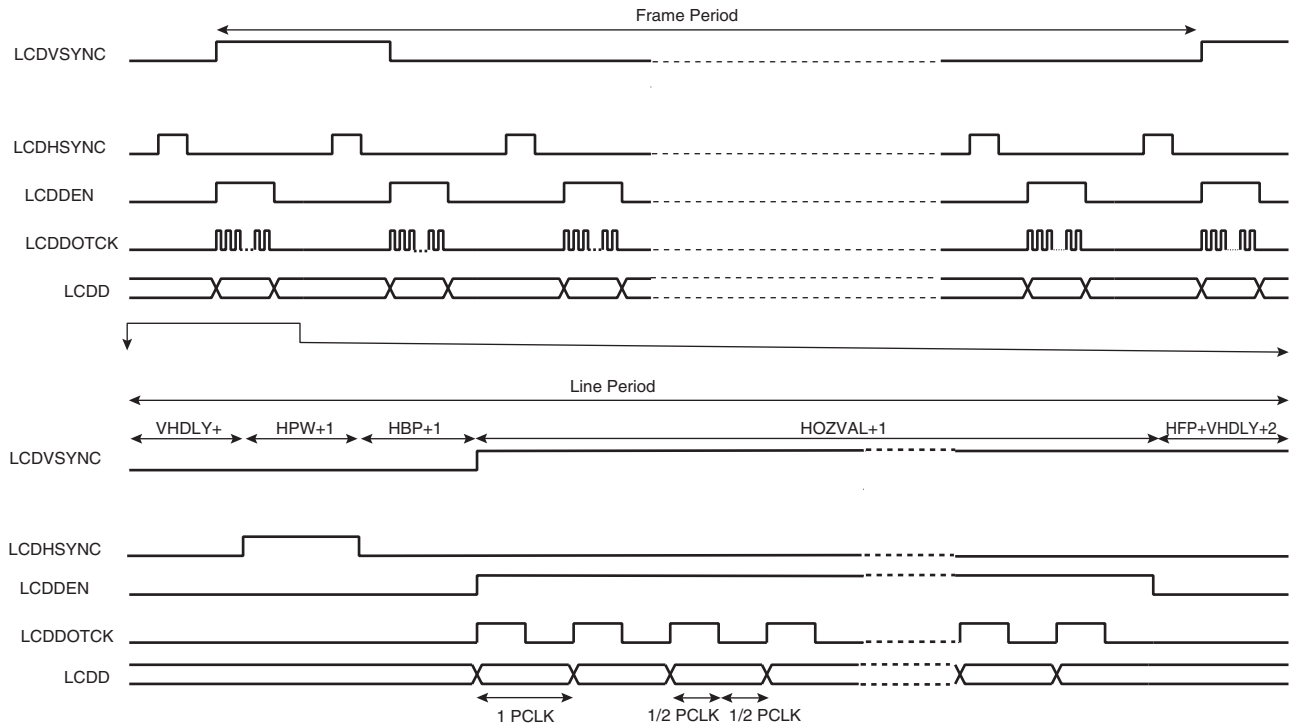 Frame Period
LCDVSYNC
LCDHSYNC
LCDDEN
LCDDOTCK
LCDD
Line Period
VHDLY+ HPW+1 HBP+1 HOZVAL+1 HFP+VHDLY+2
LCDVSYNC
LCDHSYNC
LCDDEN
LCDDOTCK
LCDD
1 PCLK 1/2 PCLK 1/2 PCLK